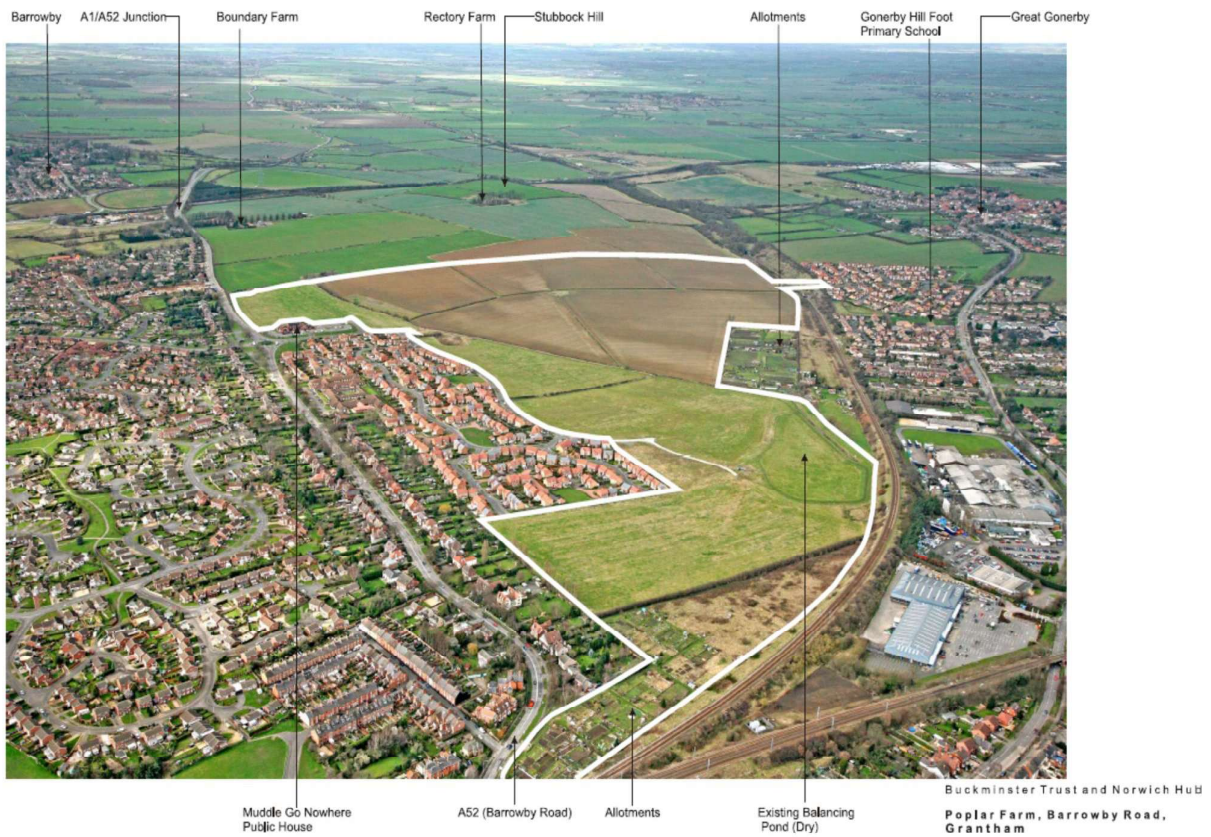 Barrowby
A1/A52 Junction
Boundary Farm
Rectory Farm
Stubbock Hill
Allotments
Gonerby Hill Foot
Primary School
Great Gonerby
Muddle Go Nowhere
Public House
A52 (Barrowby Road)
Allotments
Existing Balancing
Pond (Dry)
Buckminster Trust and Norwich Hub
Poplar Farm, Barrowby Road,
Grantham